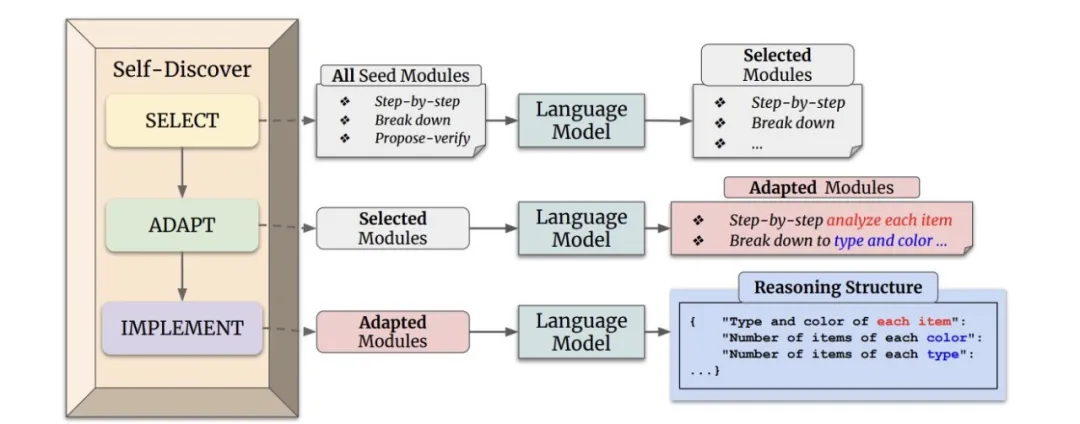 Self-Discover
SELECT
All Seed Modules
❖ Step-by-step
❖ Break down
❖ Propose-verify
Language
Model
Selected
Modules
❖ Step-by-step
❖ Break down
❖ ...
ADAPT
Selected
Modules
Language
Model
Adapted Modules
❖ Step-by-step analyze each item
❖ Break down to type and color ...
IMPLEMENT
Adapted
Modules
Language
Model
Reasoning Structure
{ "Type and color of each item":
"Number of items of each color":
"Number of items of each type":
...}